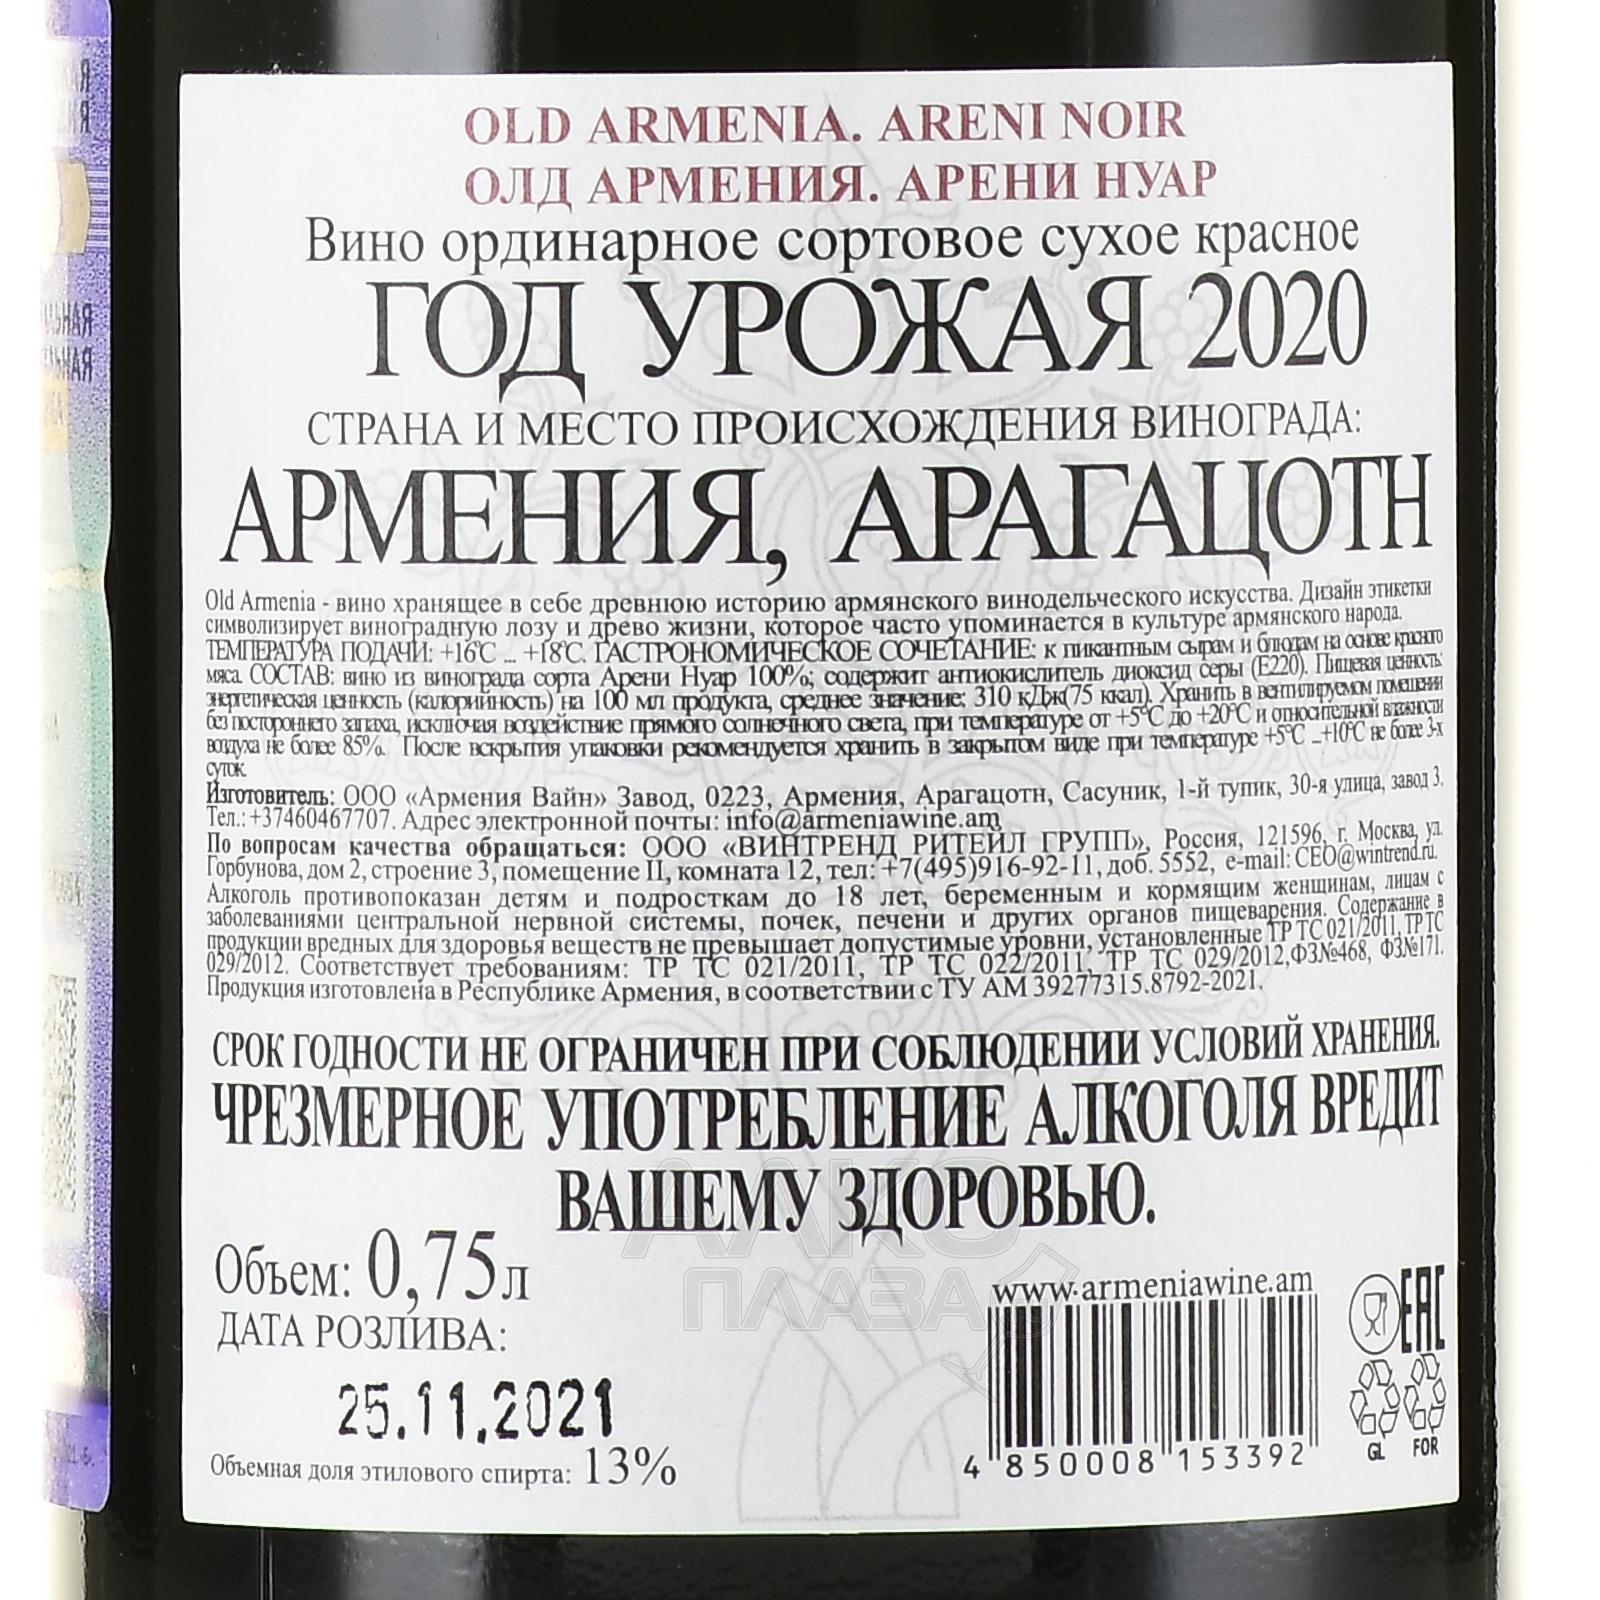 OLD ARMENIA. ARENI NOIR
ОЛД АРМЕНИЯ. АРЕНИ НУАР
Вино ординарное сортовое сухое красное
ГОД УРОЖАЯ 2020
СТРАНА И МЕСТО ПРОИСХОЖДЕНИЯ ВИНОГРАДА:
АРМЕНИЯ, АРАГАЦОТН
Old Armenia - вино хранящее в себе древнюю историю армянского винодельческого искусства. Дизайн этикетки
символизирует виноградную лозу и древо жизни, которое часто упоминается в культуре армянского народа.
ТЕМПЕРАТУРА ПОДАЧИ: +16°C ... +18°C. ГАСТРОНОМИЧЕСКОЕ СОЧЕТАНИЕ: к пикантным сырам и блюдам на основе красного
мяса. СОСТАВ: вино из винограда сорта Арени Нуар 100%; содержит антиокислитель диоксид серы (Е220). Пищевая ценность:
энергетическая ценность (калорийность) на 100 мл продукта, среднее значение: 310 кДж(75 ккал). Хранить в вентилируемом помещении
без постороннего запаха, исключая воздействие прямого солнечного света, при температуре от +5°C до +20°C и относительной влажности
воздуха не более 85%. После вскрытия упаковки рекомендуется хранить в закрытом виде при температуре +5°C ...+10°C не более 3-х
суток.
Изготовитель: ООО «Армения Вайн» Завод, 0223, Армения, Арагацотн, Сасуник, 1-й тупик, 30-я улица, завод 3.
Тел.: +37460467707. Адрес электронной почты: info@armeniawine.am
По вопросам качества обращаться: ООО «ВИНТРЕНД РИТЕЙЛ ГРУПП», Россия, 121596, г. Москва, ул.
Горбунова, дом 2, строение 3, помещение II, комната 12, тел: +7(495)916-92-11, доб. 5552, e-mail: CEO@wintrend.ru.
Алкоголь противопоказан детям и подросткам до 18 лет, беременным и кормящим женщинам, лицам с
заболеваниями центральной нервной системы, почек, печени и других органов пищеварения. Содержание в
продукции вредных для здоровья веществ не превышает допустимые уровни, установленные ТР ТС 021/2011, ТР ТС
029/2012. Соответствует требованиям: ТР ТС 021/2011, ТР ТС 022/2011, ТР ТС 029/2012,ФЗ№468, ФЗ№171.
Продукция изготовлена в Республике Армения, в соответствии с ТУ АМ 39277315.8792-2021.
СРОК ГОДНОСТИ НЕ ОГРАНИЧЕН ПРИ СОБЛЮДЕНИИ УСЛОВИЙ ХРАНЕНИЯ.
ЧРЕЗМЕРНОЕ УПОТРЕБЛЕНИЕ АЛКОГОЛЯ ВРЕДИТ
ВАШЕМУ ЗДОРОВЬЮ.
АЛКО
ПЛАЗА
Объем: 0,75л
ДАТА РОЗЛИВА:
25.11.2021
Объемная доля этилового спирта: 13%
www.armeniawine.am
4 850008 153392
EAC
GL FOR